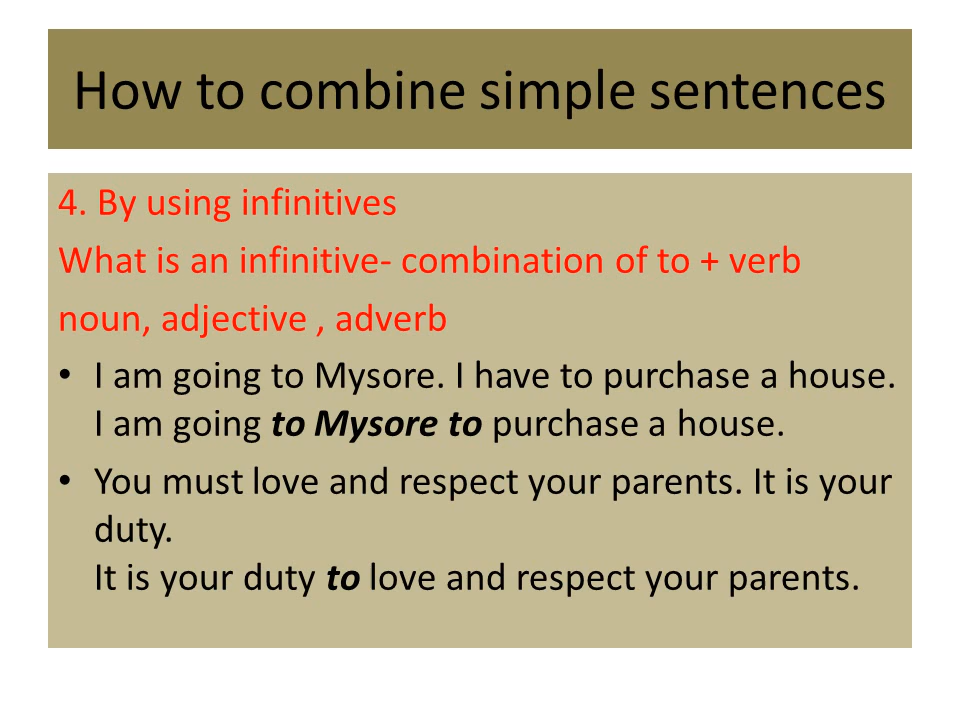 How to combine simple sentences
4. By using infinitives
What is an infinitive- combination of to + verb
noun, adjective , adverb
• I am going to Mysore. I have to purchase a house.
I am going to Mysore to purchase a house.
• You must love and respect your parents. It is your
duty.
It is your duty to love and respect your parents.